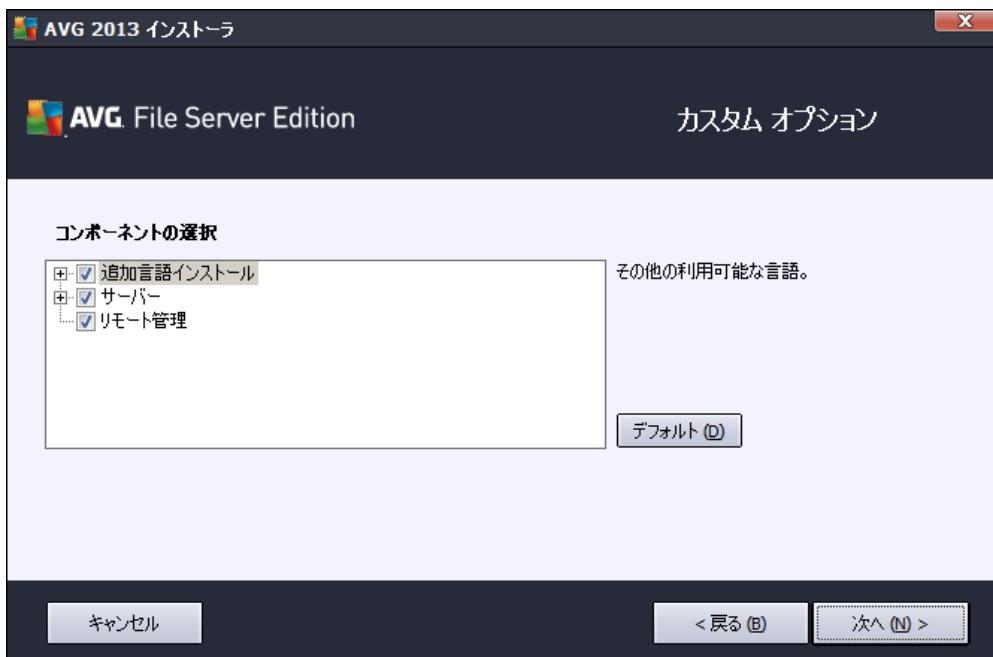 AVG 2013 インストーラ
AVG. File Server Edition
カスタム オプション
コンポーネントの選択
追加言語インストール
サーバー
リモート管理
その他の利用可能な言語。
デフォルト (D)
キャンセル
< 戻る (B)
次へ (N) >